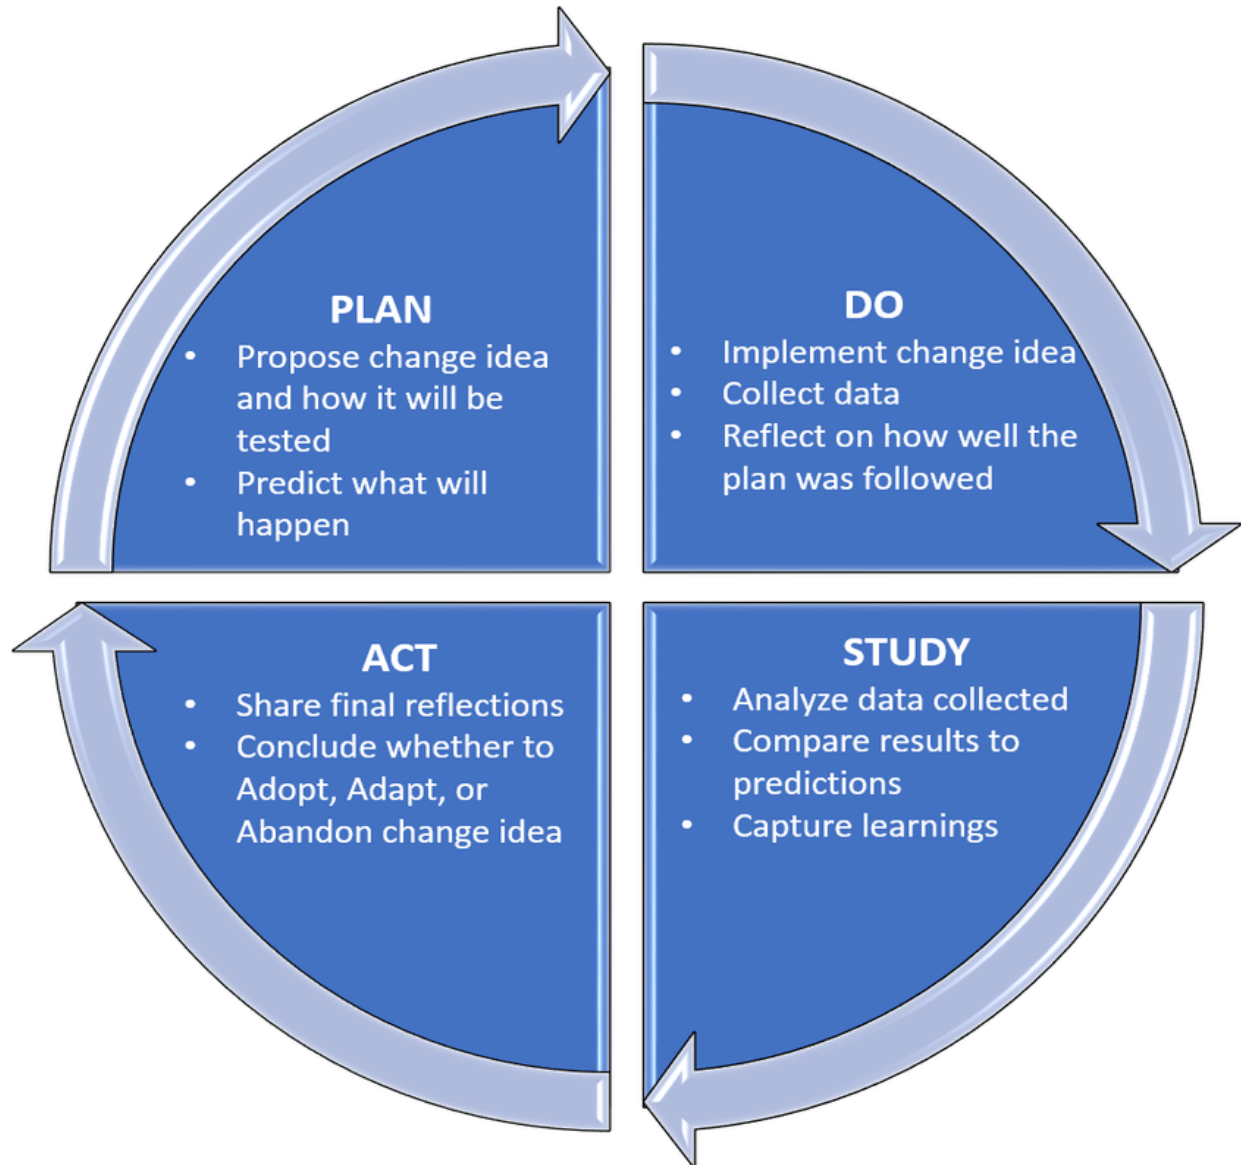 PLAN
• Propose change idea
and how it will be
tested
• Predict what will
happen
DO
• Implement change idea
• Collect data
• Reflect on how well the
plan was followed
STUDY
• Analyze data collected
• Compare results to
predictions
• Capture learnings
ACT
• Share final reflections
• Conclude whether to
Adopt, Adapt, or
Abandon change idea